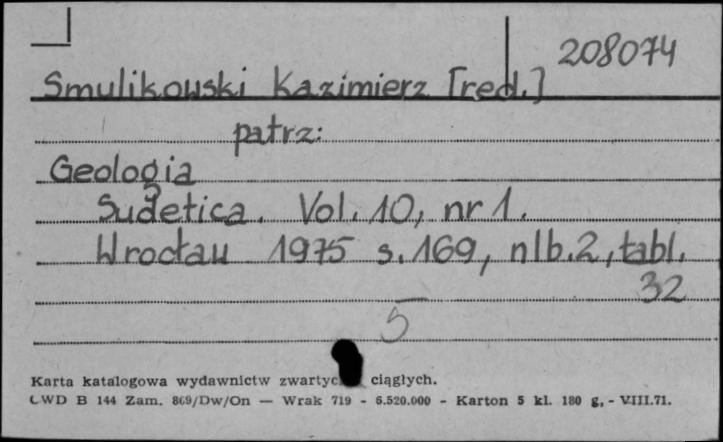 208074
Smulikowski Kazimierz [red.]
patrz:
Geologia
Sudetica. Vol. 10, nr 1.
Wrocław 1975 s. 169, nlb. 2, tabl.
32
5
Karta katalogowa wydawnictw ciągłych.
CWD B 144 Zam. 869/Dw/On — Wrak 719 - 6.520.000 - Karton 5 kl. 180 g, - VIII.71.